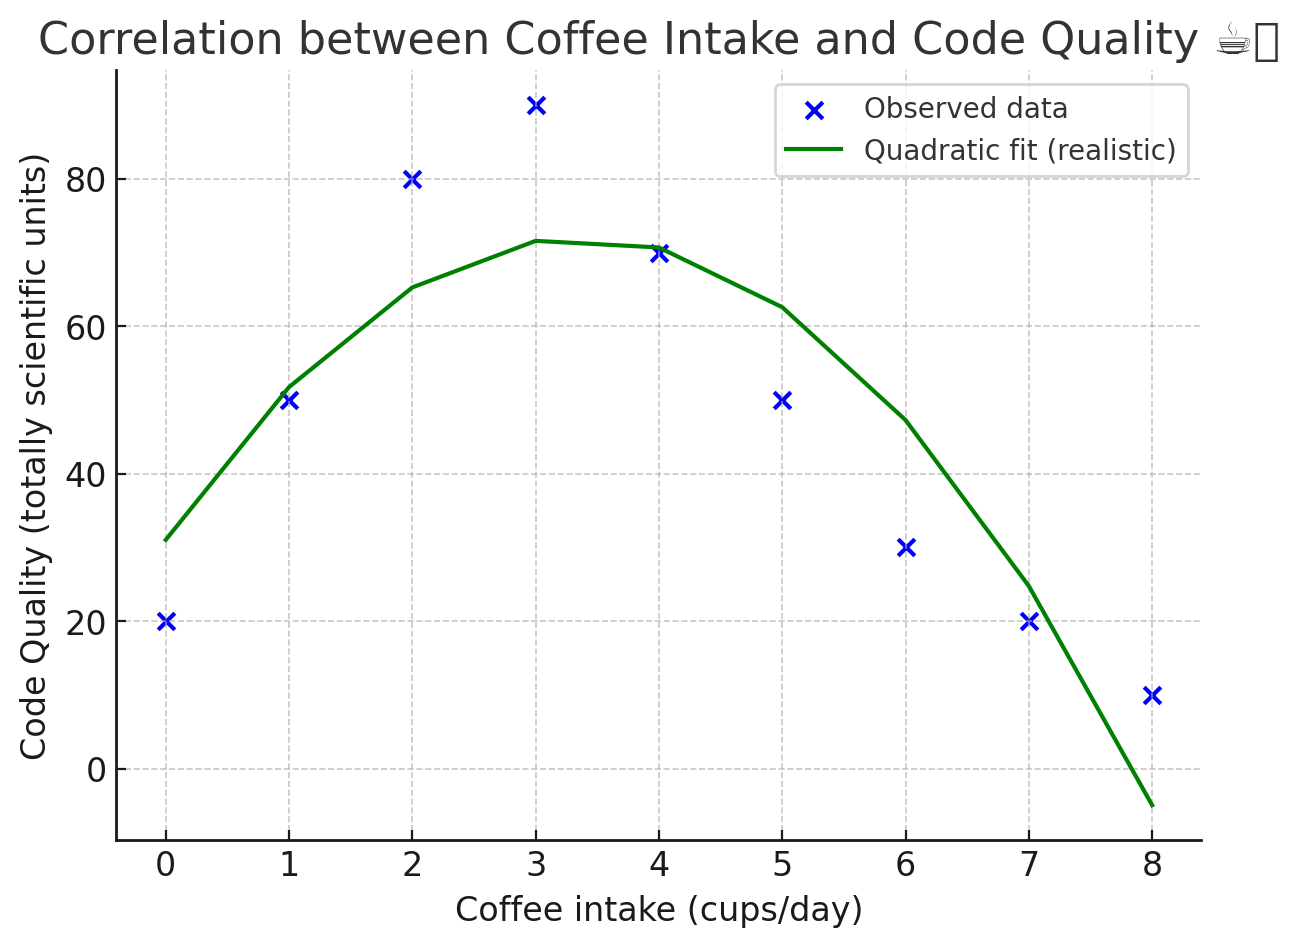 Correlation between Coffee Intake and Code Quality ☕▯
Observed data
Quadratic fit (realistic)
Code Quality (totally scientific units)
80
60
40
20
0
0 1 2 3 4 5 6 7 8
Coffee intake (cups/day)